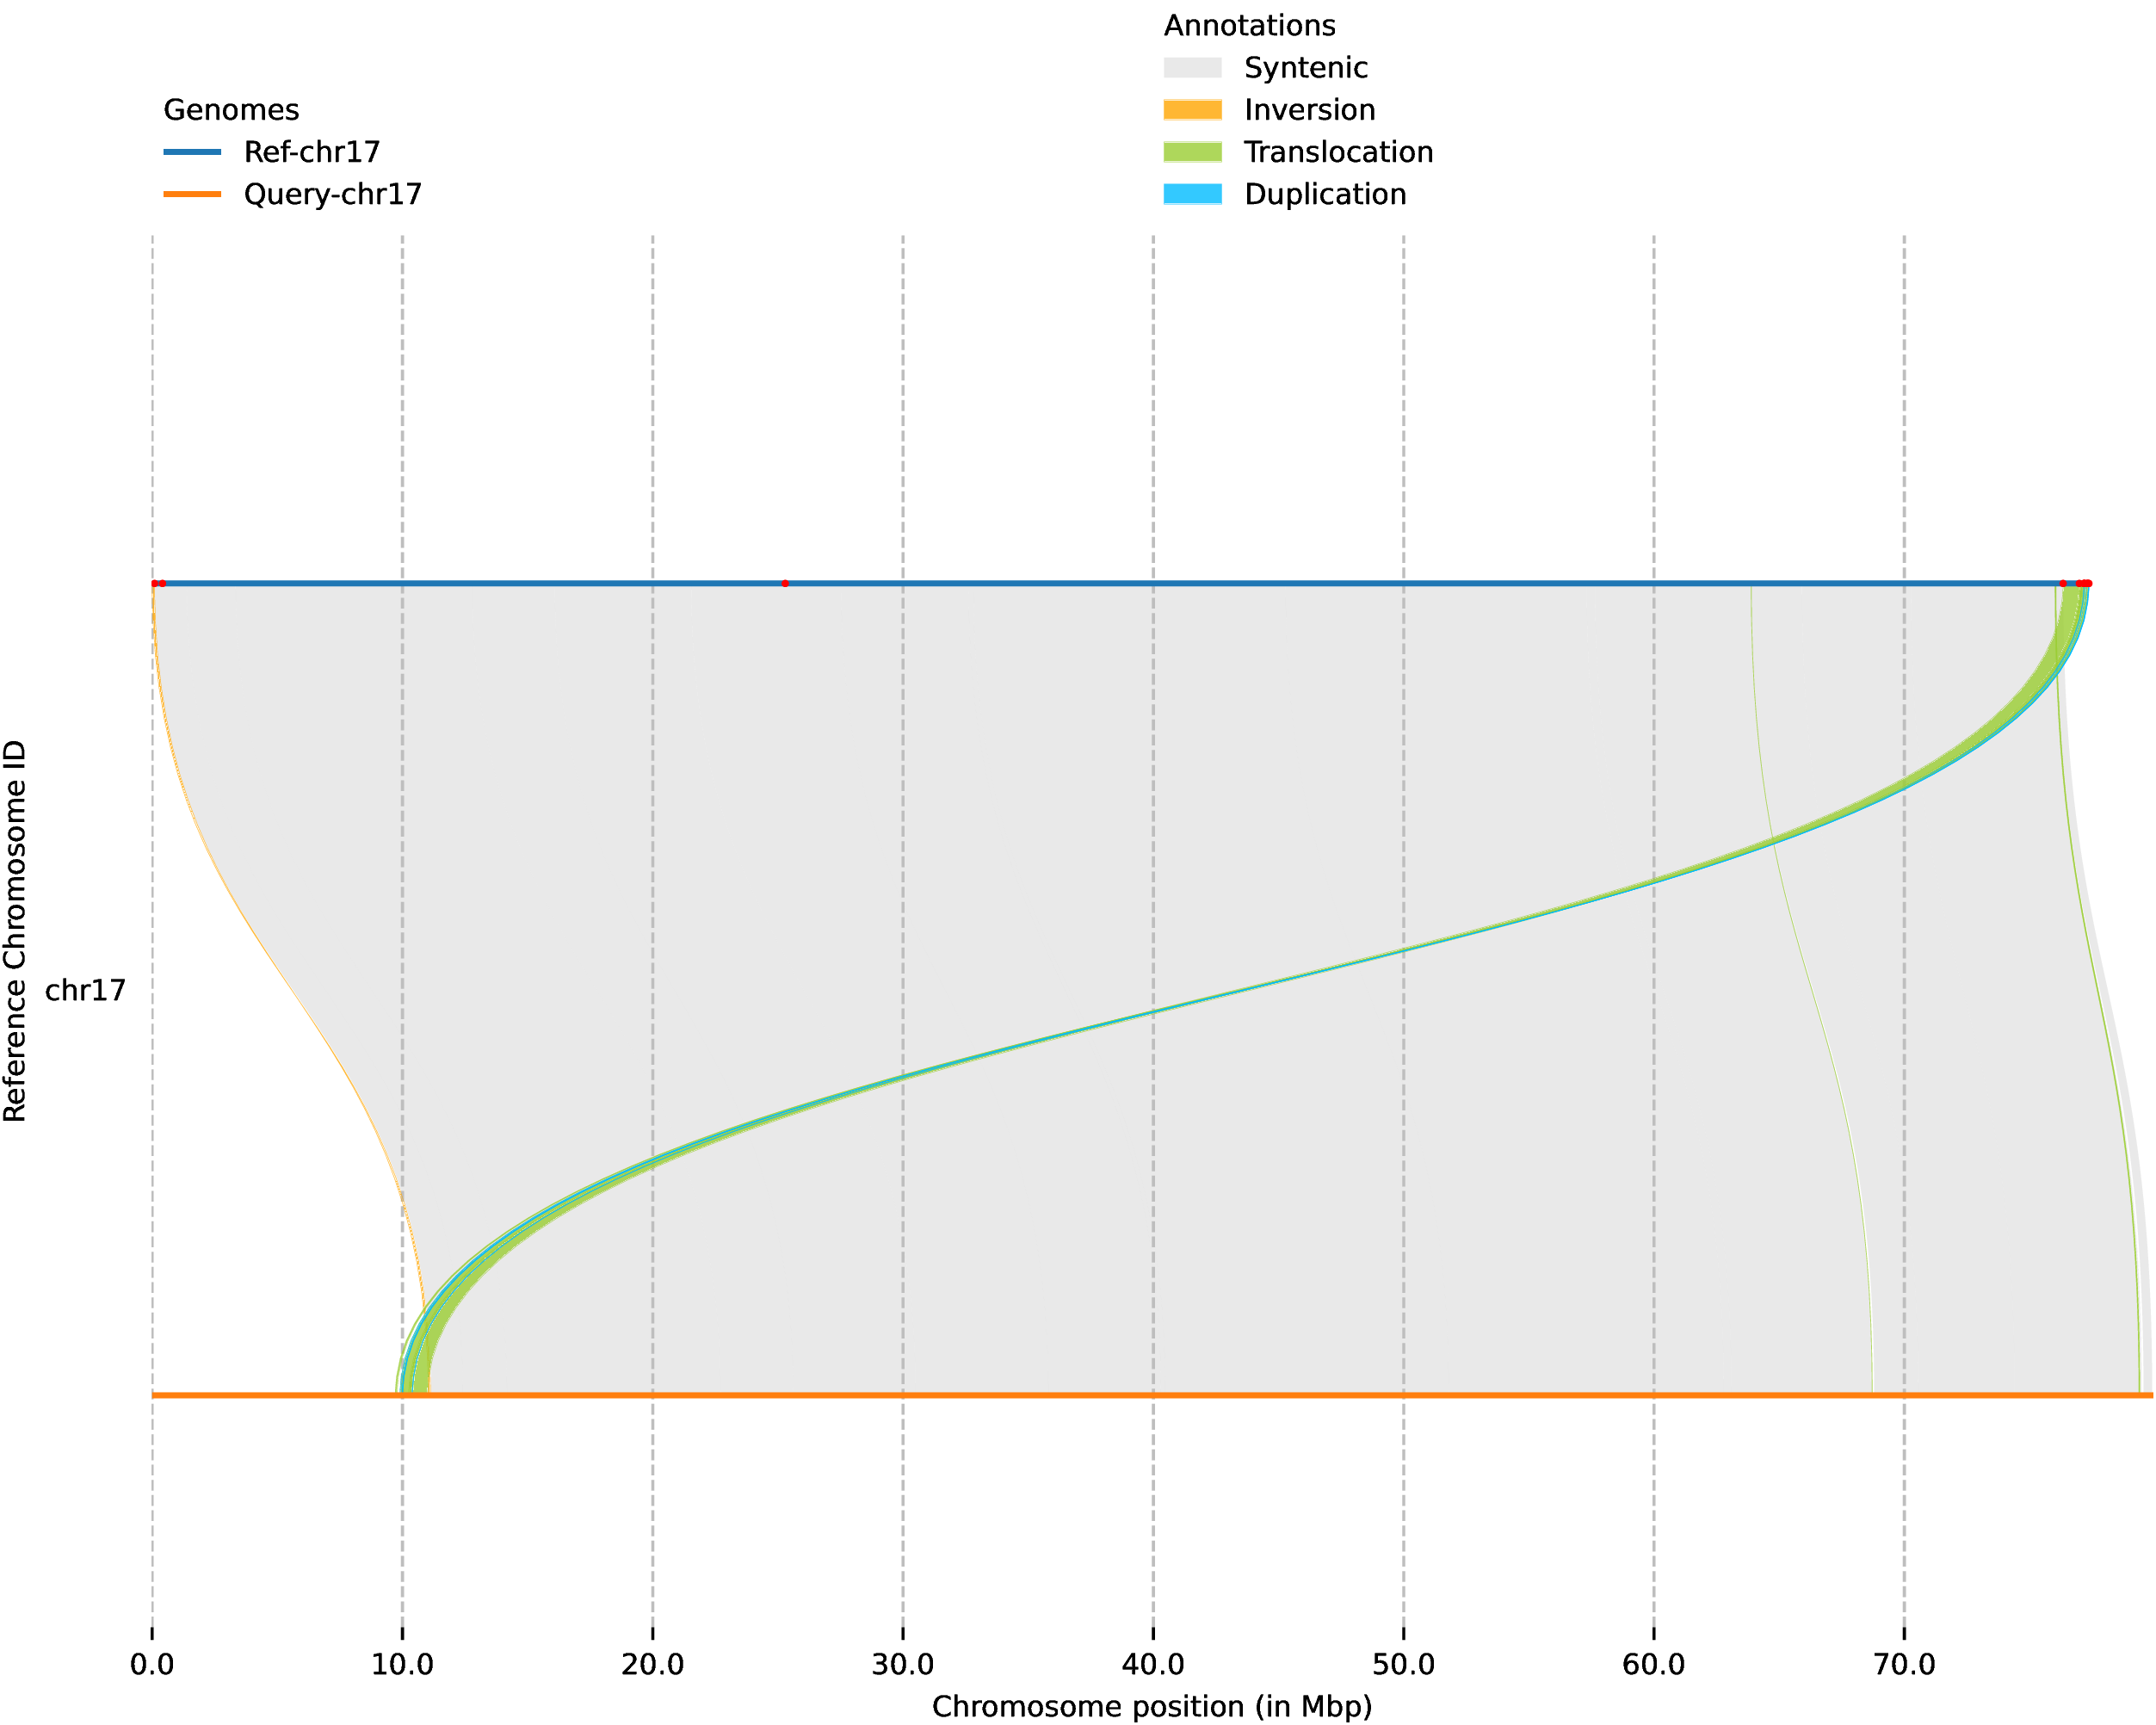 Genomes
Ref-chr17
Query-chr17
Annotations
Syntenic
Inversion
Translocation
Duplication
Reference Chromosome ID
chr17
0.0 10.0 20.0 30.0 40.0 50.0 60.0 70.0
Chromosome position (in Mbp)